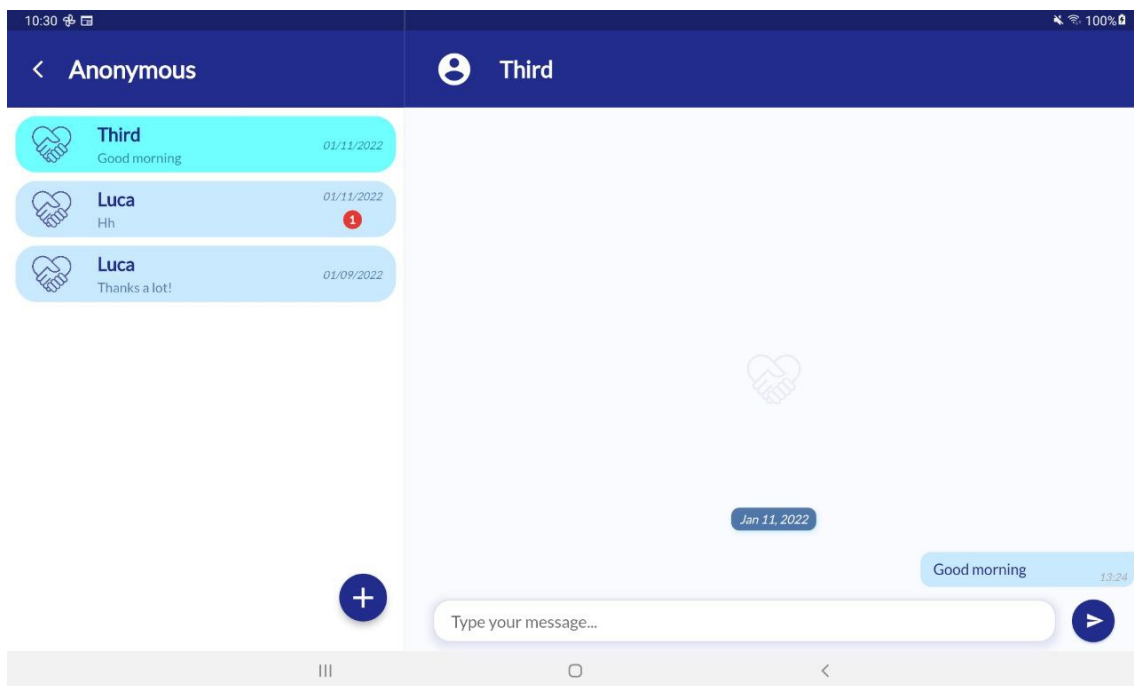 10:30 100%
Anonymous
Third
Third
Good morning
01/11/2022
Luca
Hh
01/11/2022
1
Luca
Thanks a lot!
01/09/2022
Jan 11, 2022
Good morning
13:24
Type your message...